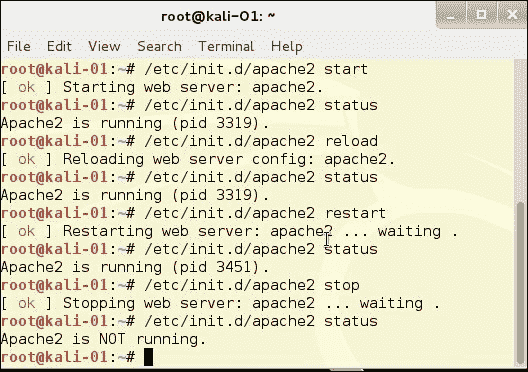 root@kali-01: ~
File Edit View Search Terminal Help
root@kali-01:~# /etc/init.d/apache2 start
[ ok ] Starting web server: apache2.
root@kali-01:~# /etc/init.d/apache2 status
Apache2 is running (pid 3319).
root@kali-01:~# /etc/init.d/apache2 reload
[ ok ] Reloading web server config: apache2.
root@kali-01:~# /etc/init.d/apache2 status
Apache2 is running (pid 3319).
root@kali-01:~# /etc/init.d/apache2 restart
[ ok ] Restarting web server: apache2 ... waiting .
root@kali-01:~# /etc/init.d/apache2 status
Apache2 is running (pid 3451).
root@kali-01:~# /etc/init.d/apache2 stop
[ ok ] Stopping web server: apache2 ... waiting .
root@kali-01:~# /etc/init.d/apache2 status
Apache2 is NOT running.
root@kali-01:~#